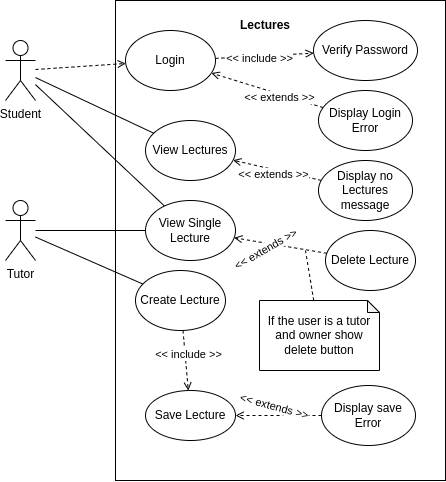 Lectures
Login
<< include >>
Verify Password
Student
<< extends >>
Display Login
Error
View Lectures
<< extends >>
Display no
Lectures
message
View Single
Lecture
<< extends >>
Delete Lecture
Tutor
Create Lecture
If the user is a tutor
and owner show
delete button
<< include >>
Save Lecture
<< extends >>
Display save
Error